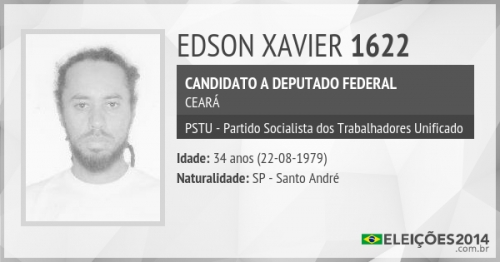 EDSON XAVIER 1622
CANDIDATO A DEPUTADO FEDERAL
CEARÁ
PSTU - Partido Socialista dos Trabalhadores Unificado
Idade: 34 anos (22-08-1979)
Naturalidade: SP - Santo André
ELEIÇÕES2014
.com.br